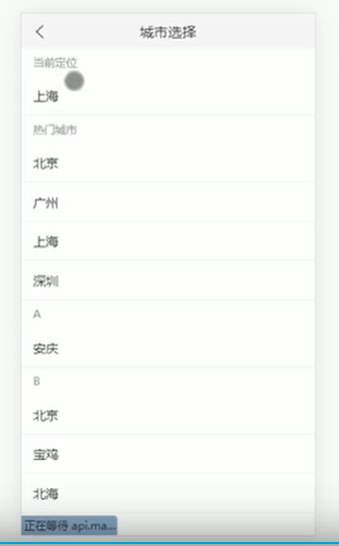 城市选择
当前定位
上海
热门城市
北京
广州
上海
深圳
A
安庆
B
北京
宝鸡
北海
正在等待 api.ma...